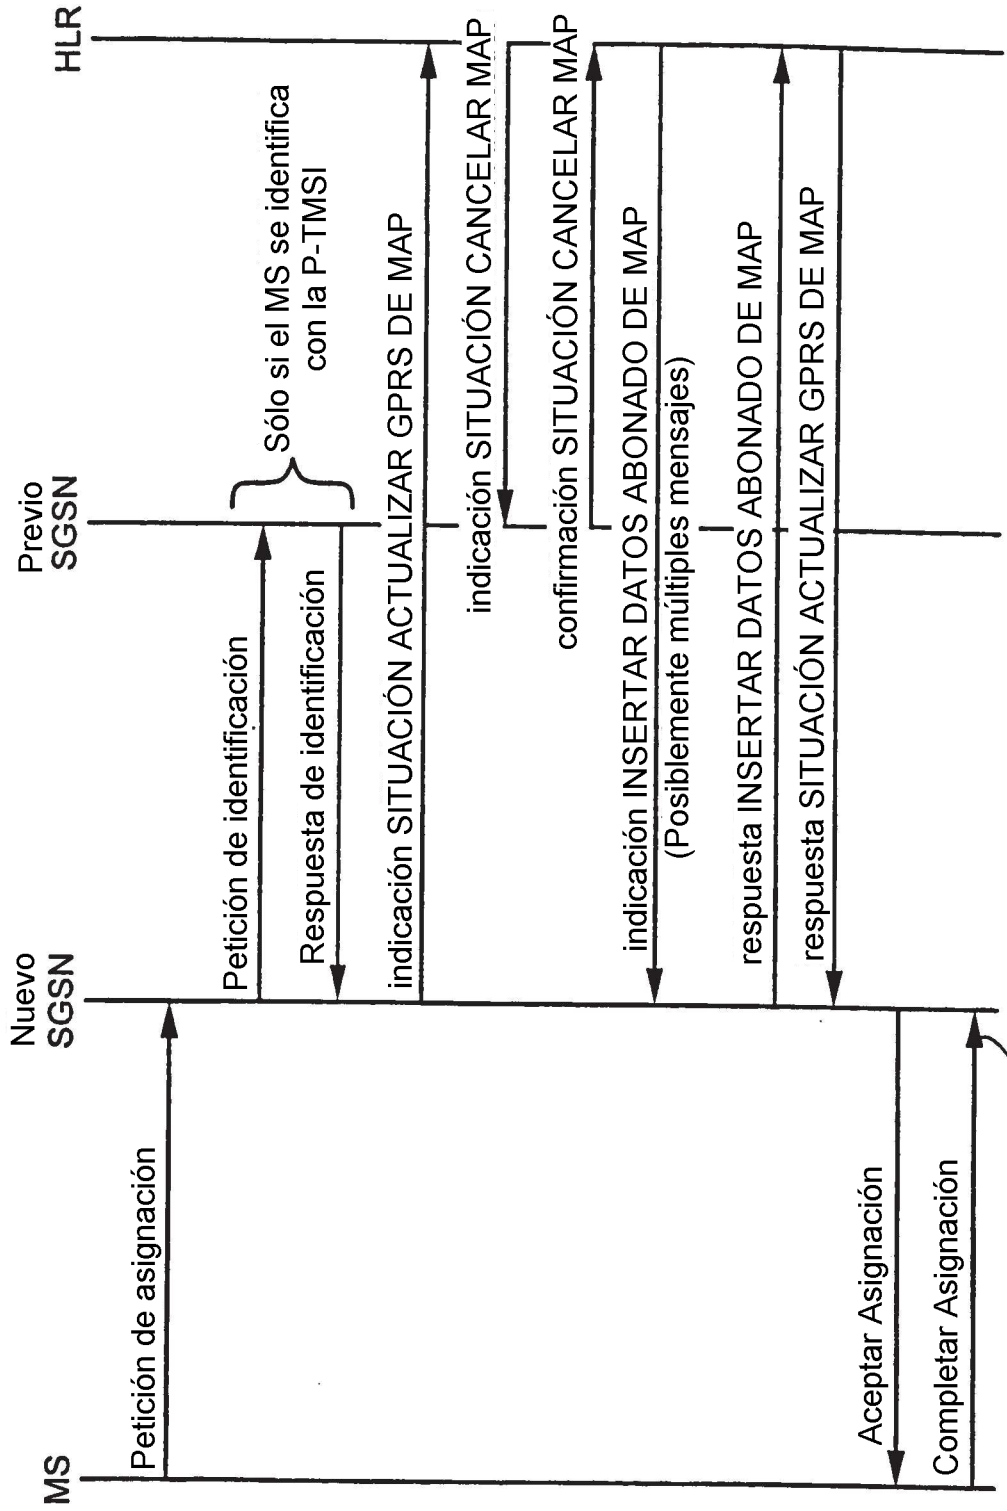 MS
Nuevo
SGSN
Previo
SGSN
HLR
Petición de asignación
Petición de identificación
Sólo si el MS se identifica
con la P-TMSI
Respuesta de identificación
indicación SITUACIÓN ACTUALIZAR GPRS DE MAP
indicación SITUACIÓN CANCELAR MAP
confirmación SITUACIÓN CANCELAR MAP
indicación INSERTAR DATOS ABONADO DE MAP
(Posiblemente múltiples mensajes)
respuesta INSERTAR DATOS ABONADO DE MAP
respuesta SITUACIÓN ACTUALIZAR GPRS DE MAP
Aceptar Asignación
Completar Asignación